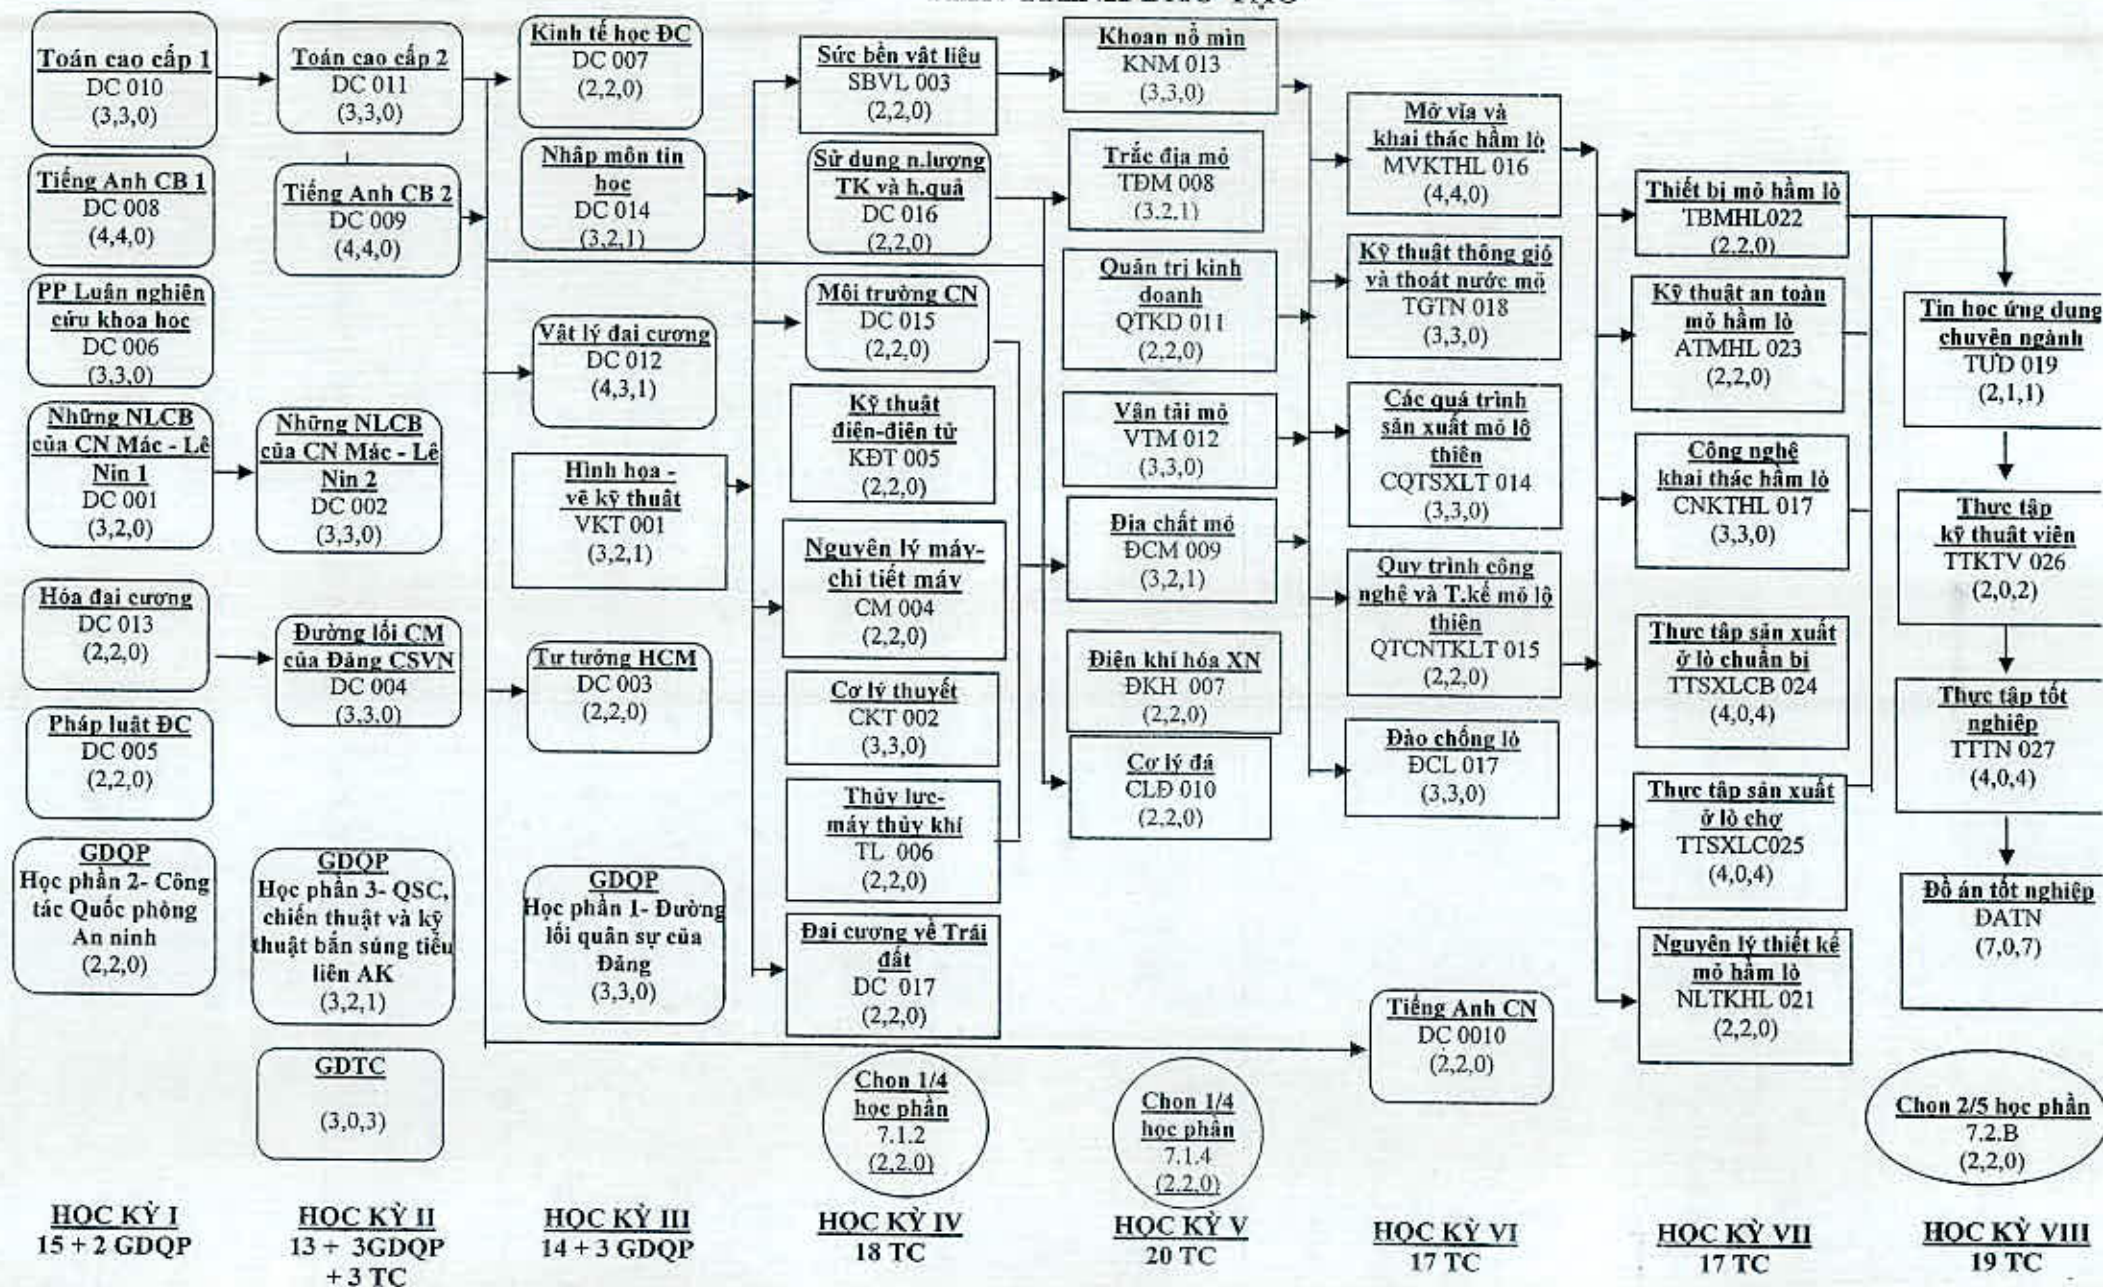 Toán cao cấp 1
DC 010
(3,3,0)
Tiếng Anh CB 1
DC 008
(4,4,0)
PP Luận nghiên
cứu khoa học
DC 006
(3,3,0)
Những NLCB
của CN Mác - Lê
Nin 1
DC 001
(3,2,0)
Hóa đại cương
DC 013
(2,2,0)
Pháp luật ĐC
DC 005
(2,2,0)
GDQP
Học phần 2- Công
tác Quốc phòng
An ninh
(2,2,0)
HỌC KỲ I
15 + 2 GDQP
Toán cao cấp 2
DC 011
(3,3,0)
Tiếng Anh CB 2
DC 009
(4,4,0)
Những NLCB
của CN Mác - Lê
Nin 2
DC 002
(3,3,0)
Đường lối CM
của Đảng CSVN
DC 004
(3,3,0)
GDQP
Học phần 3- QSC,
chiến thuật và kỹ
thuật bắn súng tiểu
liên AK
(3,2,1)
GDTC
(3,0,3)
HỌC KỲ II
13 + 3GDQP
+ 3 TC
Kinh tế học ĐC
DC 007
(2,2,0)
Nhập môn tin
học
DC 014
(3,2,1)
Vật lý đại cương
DC 012
(4,3,1)
Hình họa -
vẽ kỹ thuật
VKT 001
(3,2,1)
Tư tưởng HCM
DC 003
(2,2,0)
GDQP
Học phần 1- Đường
lối quân sự của
Đảng
(3,3,0)
HỌC KỲ III
14 + 3 GDQP
Sức bền vật liệu
SBVL 003
(2,2,0)
Sử dụng n.lượng
TK và h.quả
DC 016
(2,2,0)
Môi trường CN
DC 015
(2,2,0)
Kỹ thuật
điện-điện tử
KĐT 005
(2,2,0)
Nguyên lý máy-
chi tiết máy
CM 004
(2,2,0)
Cơ lý thuyết
CKT 002
(3,3,0)
Thủy lực-
máy thủy khí
TL 006
(2,2,0)
Đại cương về Trái
đất
DC 017
(2,2,0)
Chọn 1/4
học phần
7.1.2
(2,2,0)
HỌC KỲ IV
18 TC
Khoan nổ mìn
KNM 013
(3,3,0)
Trắc địa mỏ
TĐM 008
(3,2,1)
Quản trị kinh
doanh
QTKD 011
(2,2,0)
Vận tải mỏ
VTM 012
(3,3,0)
Địa chất mỏ
ĐCM 009
(3,2,1)
Điện khí hóa XN
ĐKH 007
(2,2,0)
Cơ lý đá
CLĐ 010
(2,2,0)
Chọn 1/4
học phần
7.1.4
(2.2,0)
HỌC KỲ V
20 TC
Mở vỉa và
khai thác hầm lò
MVKTHL 016
(4,4,0)
Kỹ thuật thông gió
và thoát nước mỏ
TGTN 018
(3,3,0)
Các quá trình
sản xuất mỏ lộ
thiên
CQTSXLT 014
(3,3,0)
Quy trình công
nghệ và T.kế mỏ lộ
thiên
QTCNTKLT 015
(2,2,0)
Đào chống lò
ĐCL 017
(3,3,0)
Tiếng Anh CN
DC 0010
(2,2,0)
HỌC KỲ VI
17 TC
Thiết bị mỏ hầm lò
TBMHL022
(2.2,0)
Kỹ thuật an toàn
mỏ hầm lò
ATMHL 023
(2,2,0)
Công nghệ
khai thác hầm lò
CNKTHL 017
(3,3,0)
Thực tập sản xuất
ở lò chuẩn bị
TTSXLCB 024
(4,0,4)
Thực tập sản xuất
ở lò chợ
TTSXLC025
(4,0,4)
Nguyên lý thiết kế
mỏ hầm lò
NLTKHL 021
(2,2,0)
HỌC KỲ VII
17 TC
Tin học ứng dụng
chuyên ngành
TƯD 019
(2,1,1)
Thực tập
kỹ thuật viên
TTKTV 026
(2,0,2)
Thực tập tốt
nghiệp
TTTN 027
(4,0,4)
Đồ án tốt nghiệp
ĐATN
(7,0,7)
Chọn 2/5 học phần
7.2.B
(2,2,0)
HỌC KỲ VIII
19 TC